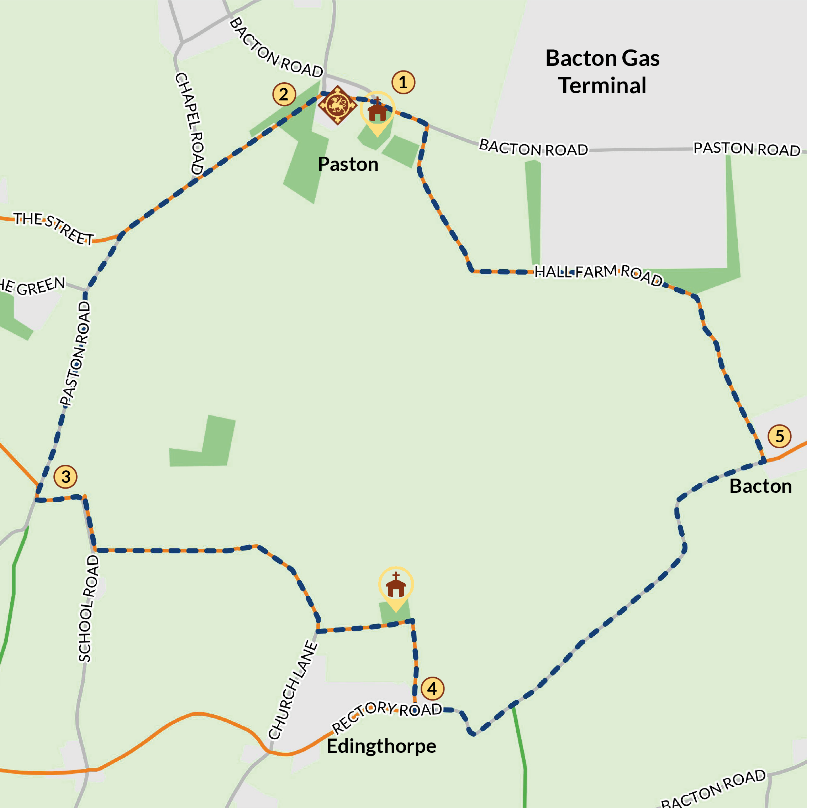 BACTON ROAD
Bacton Gas
Terminal
1
2
CHAPEL ROAD
BACTON ROAD
PASTON ROAD
Paston
THE STREET
HALL FARM ROAD
HE GREEN
PASTON ROAD
5
3
Bacton
SCHOOL ROAD
CHURCH LANE
4
RECTORY ROAD
Edingthorpe
BACTON ROAD